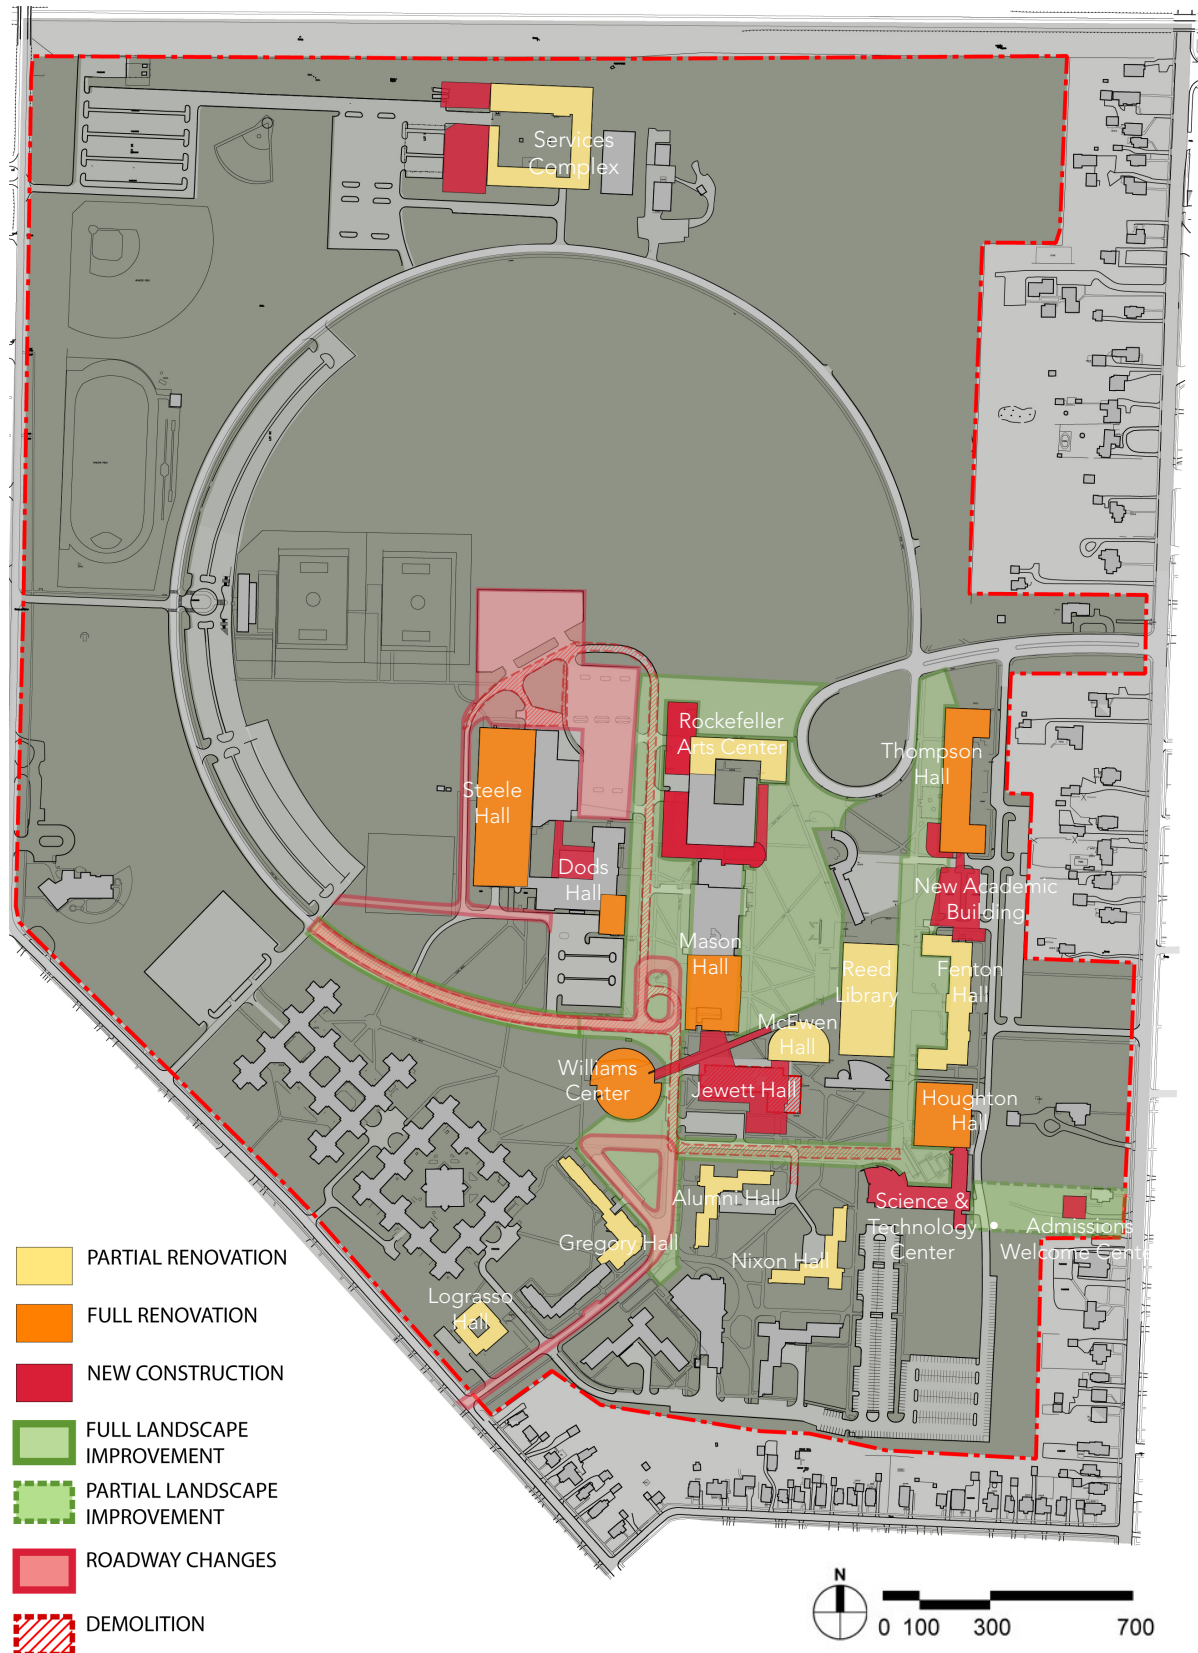 Services
Complex
Rockefeller
Arts Center
Thompson
Hall
Steele
Hall
Dods
Hall
New Academic
Building
Mason
Hall
Reed
Library
Fenton
Hall
McEwen
Hall
Williams
Center
Jewett Hall
Houghton
Hall
Alumni Hall
Science &
Technology
Center
Admissions
Welcome Cente
Gregory Hall
Nixon Hall
Lograsso
Hall
PARTIAL RENOVATION
FULL RENOVATION
NEW CONSTRUCTION
FULL LANDSCAPE
IMPROVEMENT
PARTIAL LANDSCAPE
IMPROVEMENT
ROADWAY CHANGES
DEMOLITION
N
0 100 300 700